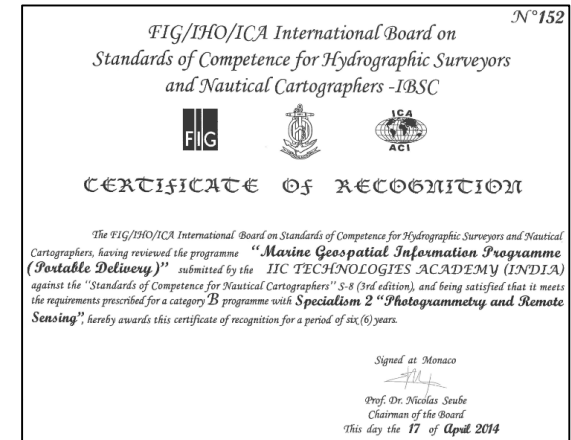 N°152
FIG/IHO/ICA International Board on
Standards of Competence for Hydrographic Surveyors
and Nautical Cartographers -IBSC
FIG
ICA
ACI
CERTIFICATE OF RECOGNITION
The FIG/IHO/ICA International Board on Standards of Competence for Hydrographic Surveyors and Nautical
Cartographers, having reviewed the programme "Marine Geospatial Information Programme
(Portable Delivery)" submitted by the IIC TECHNOLOGIES ACADEMY (INDIA)
against the "Standards of Competence for Nautical Cartographers" S-8 (3rd edition), and being satisfied that it meets
the requirements prescribed for a category B programme with Specialism 2 "Photogrammetry and Remote
Sensing", hereby awards this certificate of recognition for a period of six (6) years.
Signed at Monaco
Prof. Dr. Nicolas Seube
Chairman of the Board
This day the 17 of April 2014